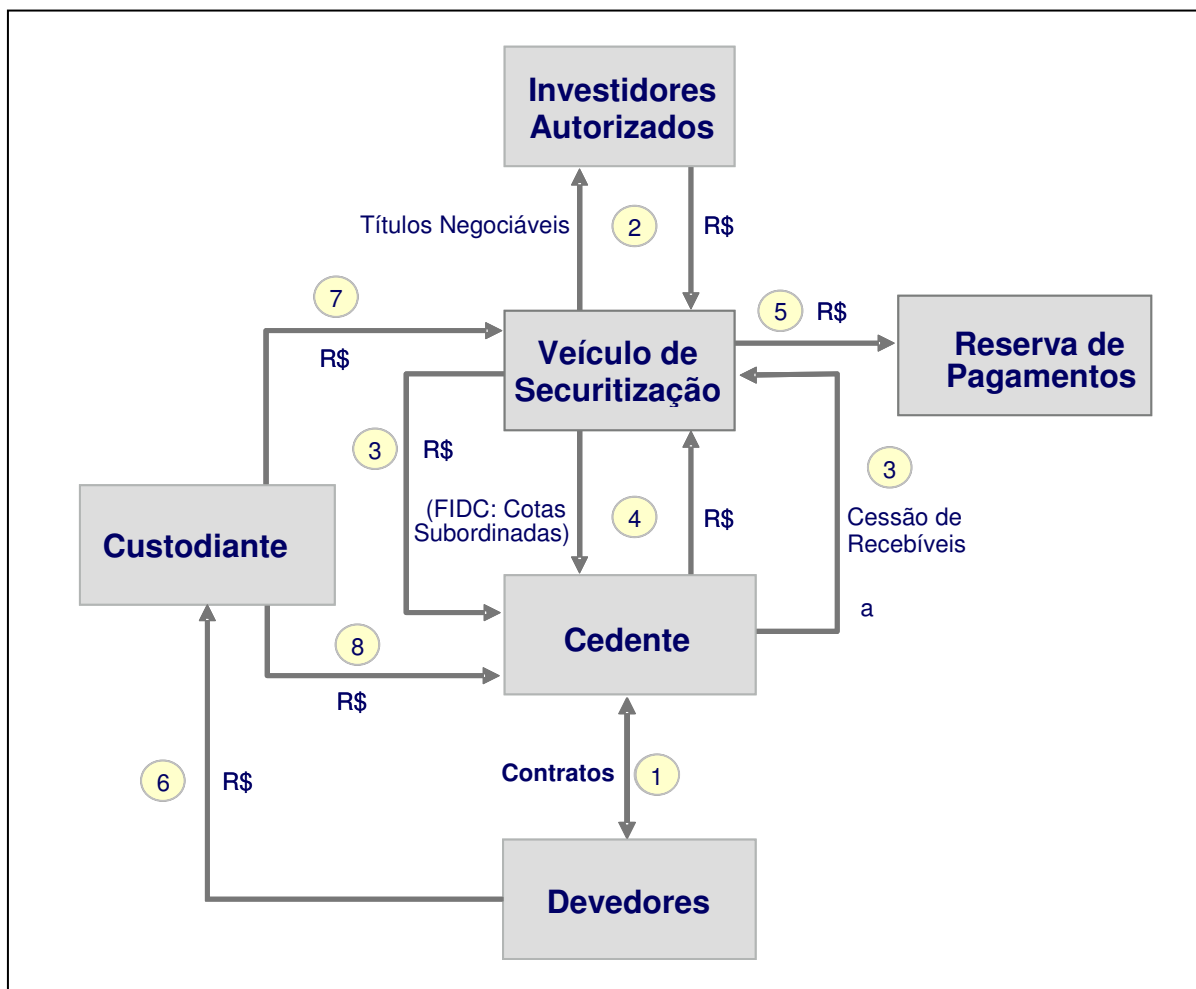 Investidores
Autorizados
Títulos Negociáveis
2
R$
7
R$
5
R$
Veículo de
Securitização
Reserva de
Pagamentos
3
R$
3
(FIDC: Cotas
Subordinadas)
4
R$
Cessão de
Recebíveis
Custodiante
a
8
R$
Cedente
6
R$
Contratos
1
Devedores